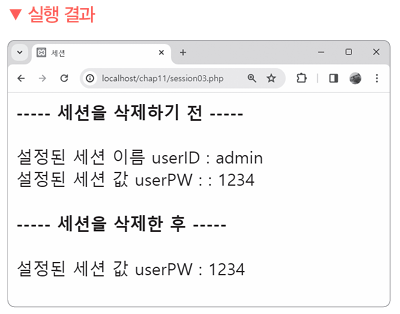 ▼ 실행 결과
세션
localhost/chap11/session03.php
----- 세션을 삭제하기 전 -----
설정된 세션 이름 userID : admin
설정된 세션 값 userPW : : 1234
----- 세션을 삭제한 후 -----
설정된 세션 값 userPW : 1234